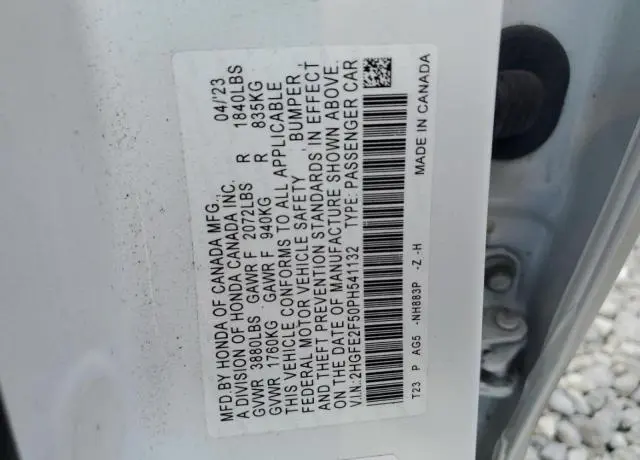 MFD.BY HONDA OF CANADA MFG. 04/'23
A DIVISION OF HONDA CANADA INC.
GVWR 3880LBS GAWR F 2072LBS R 1840LBS
GVWR 1760KG GAWR F 940KG R 835KG
THIS VEHICLE CONFORMS TO ALL APPLICABLE
FEDERAL MOTOR VEHICLE SAFETY , BUMPER ,
AND THEFT PREVENTION STANDARDS IN EFFECT
ON THE DATE OF MANUFACTURE SHOWN ABOVE.
V.I.N:2HGFE2F50PH541132 TYPE:PASSENGER CAR
T23 P AG5 -NH883P -Z -H MADE IN CANADA